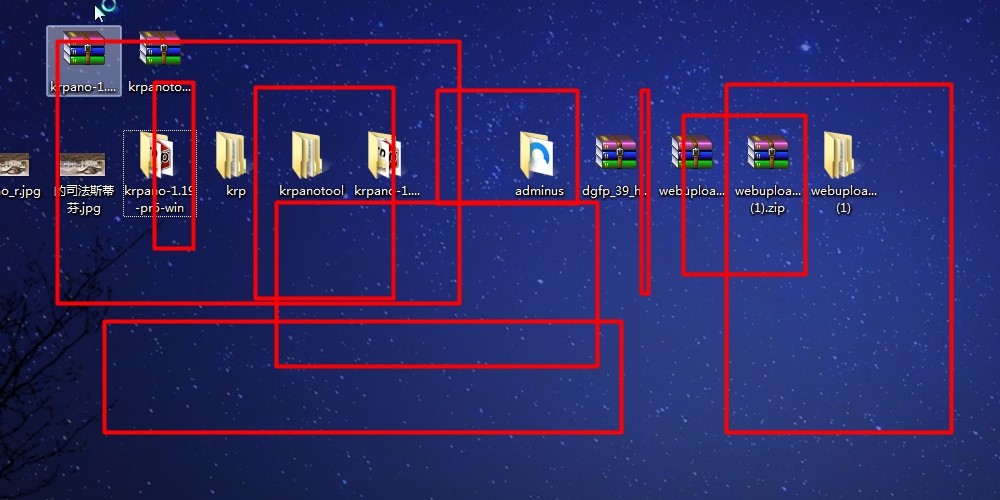 krpano-1....
krpanoto...
o_r.jpg
的司法斯蒂
芬.jpg
krpano-1.19
-pr6-win
krp
krpanotool
krpano-1....
adminus
dgfp_39_h...
webuploa...
webuploa...
(1).zip
webuploa...
(1)